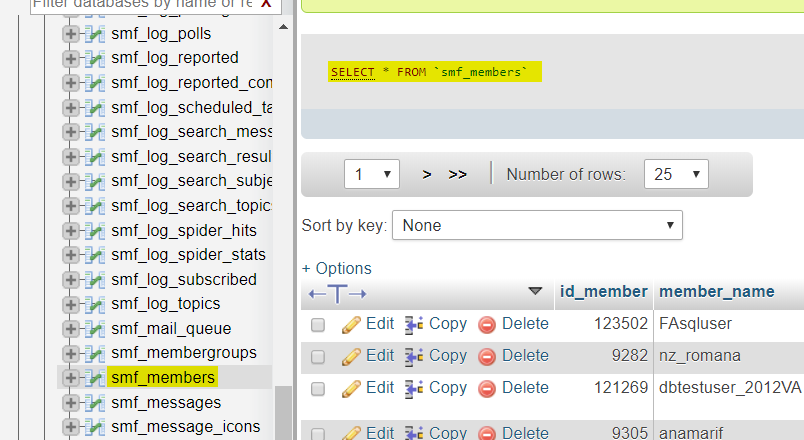 Filter databases by name or re X
smf_log_polls
smf_log_reported
smf_log_reported_con
smf_log_scheduled_ta
smf_log_search_mess
smf_log_search_resul
smf_log_search_subje
smf_log_search_topics
smf_log_spider_hits
smf_log_spider_stats
smf_log_subscribed
smf_log_topics
smf_mail_queue
smf_membergroups
smf_members
smf_messages
smf_message_icons
SELECT * FROM `smf_members`
1 > >> Number of rows: 25
Sort by key: None
+ Options
id_member member_name
Edit Copy Delete 123502 FAsqluser
Edit Copy Delete 9282 nz_romana
Edit Copy Delete 121269 dbtestuser_2012VA
Edit Copy Delete 9305 anamarif